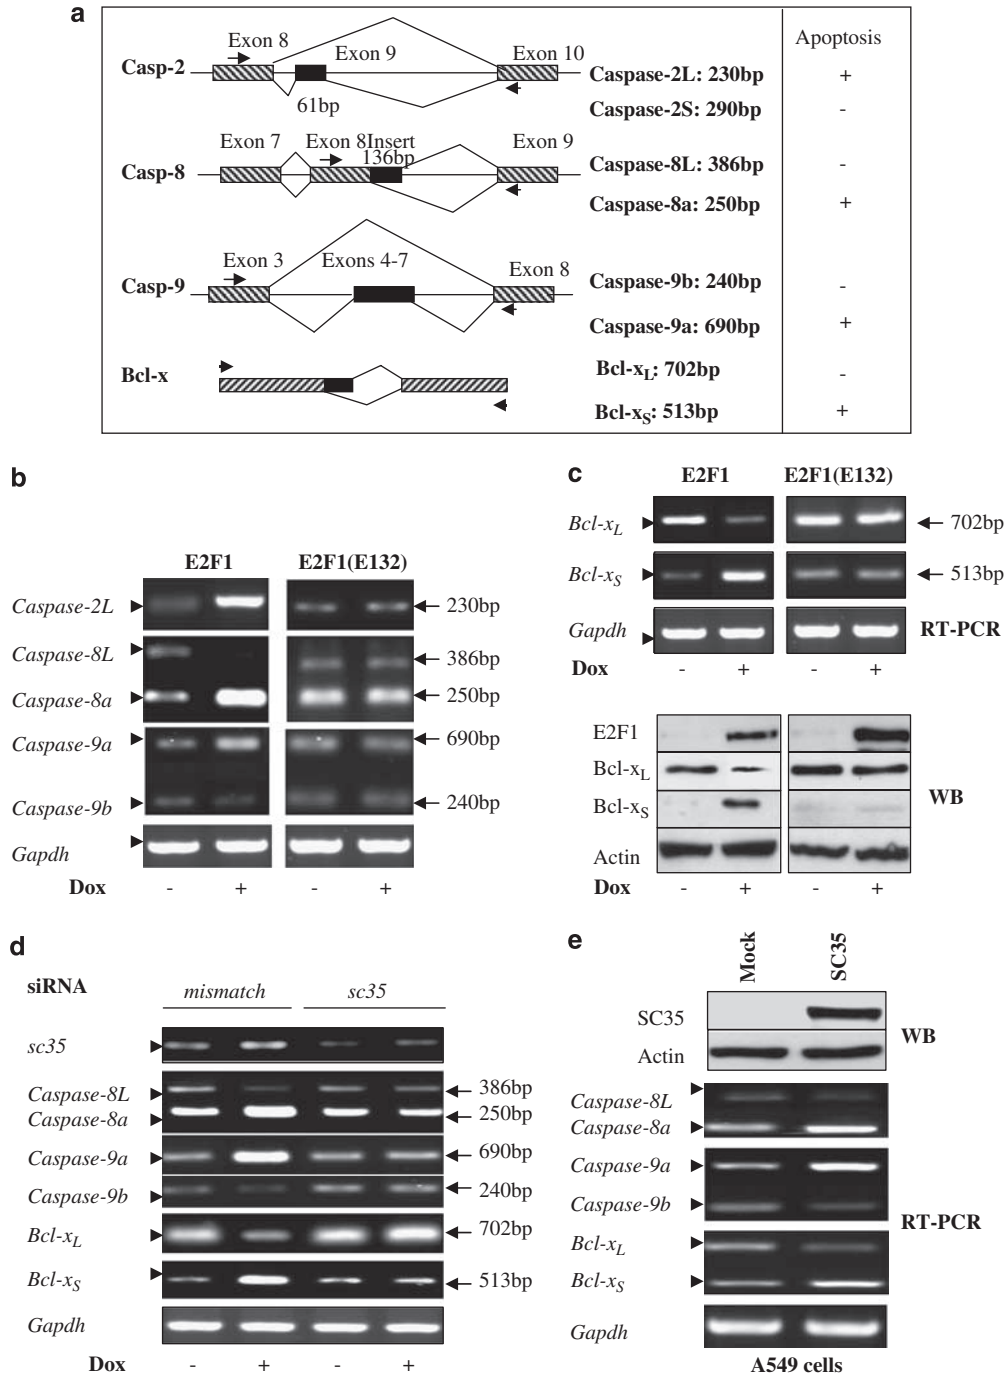 a
Apoptosis
Exon 8
Exon 9
Exon 10
Casp-2
61bp
Caspase-2L: 230bp
+
Caspase-2S: 290bp
-
Exon 7
Exon 8
Insert
136bp
Exon 9
Casp-8
Caspase-8L: 386bp
-
Caspase-8a: 250bp
+
Exon 3
Exons 4-7
Exon 8
Casp-9
Caspase-9b: 240bp
-
Caspase-9a: 690bp
+
Bcl-x
Bcl-xL: 702bp
-
Bcl-xS: 513bp
+
b
E2F1
E2F1(E132)
Caspase-2L
230bp
Caspase-8L
386bp
Caspase-8a
250bp
Caspase-9a
690bp
Caspase-9b
240bp
Gapdh
Dox - + - +
c
E2F1
E2F1(E132)
Bcl-xL
702bp
Bcl-xS
513bp
Gapdh
RT-PCR
Dox - + - +
E2F1
Bcl-xL
Bcl-xS
Actin
WB
Dox - + - +
d
siRNA
mismatch
sc35
sc35
Caspase-8L
386bp
Caspase-8a
250bp
Caspase-9a
690bp
Caspase-9b
240bp
Bcl-xL
702bp
Bcl-xS
513bp
Gapdh
Dox - + - +
e
Mock
SC35
SC35
Actin
WB
Caspase-8L
Caspase-8a
Caspase-9a
Caspase-9b
Bcl-xL
Bcl-xS
Gapdh
RT-PCR
A549 cells